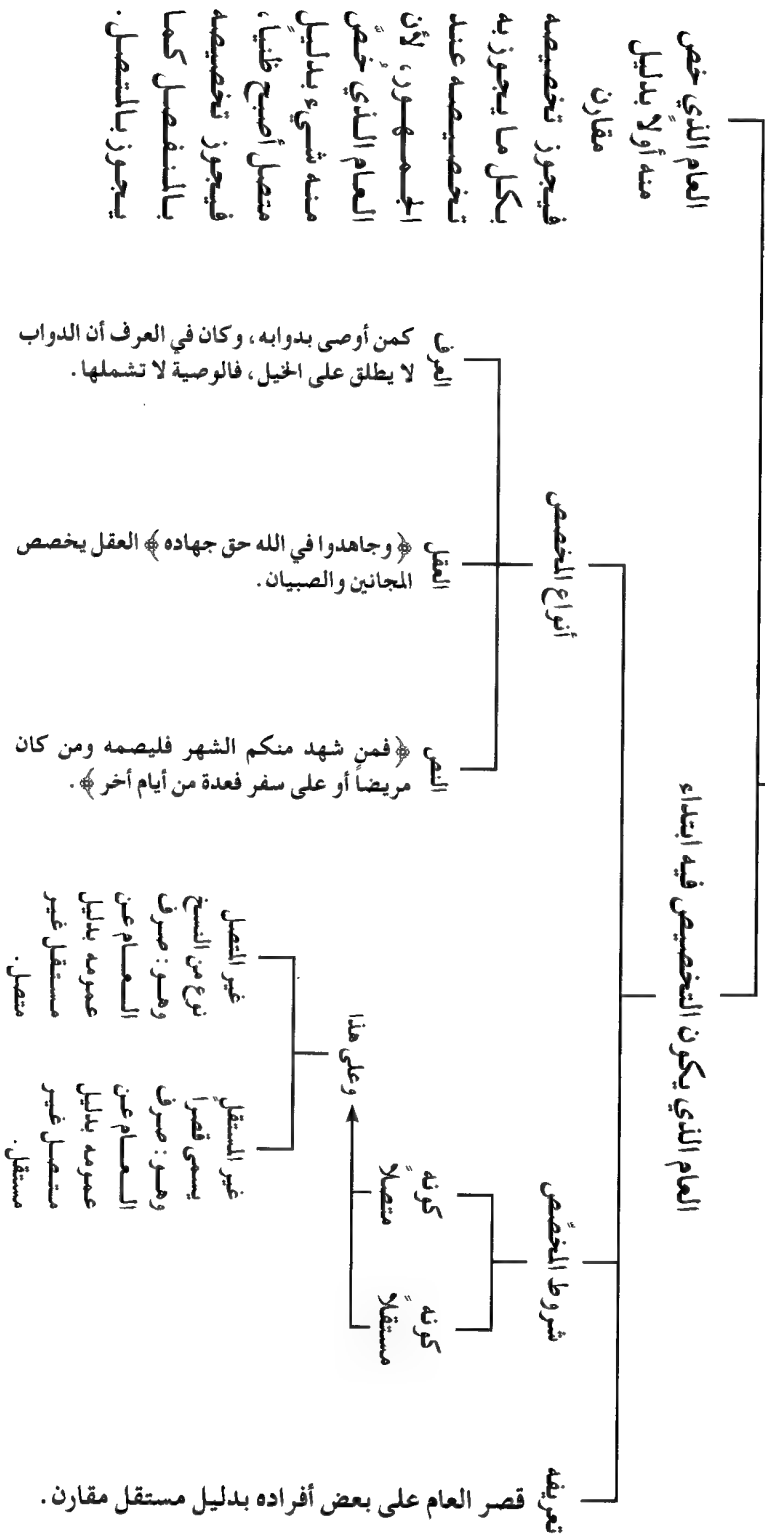 العام الذي يكون التخصيص فيه ابتداء
تعريفه
قصر العام على بعض أفراده بدليل مستقل مقارن.
شروط المخصِّص
كونه
مستقلاً
كونه
متصلاً
وعلى هذا
غير المستقل
يسمى قصراً
وهو: صرف
العام عن
عمومه بدليل
متصل غير
مستقل.
غير المتصل
نوع من النسخ
وهو: صرف
العام عن
عمومه بدليل
مستقل غير
متصل.
أنواع المخصص
النص
﴿ فمن شهد منكم الشهر فليصمه ومن كان
مريضاً أو على سفر فعدة من أيام أخر ﴾.
العقل
﴿ وجاهدوا في الله حق جهاده ﴾ العقل يخصص
المجانين والصبيان.
العرف
كمن أوصى بدوابه، وكان في العرف أن الدواب
لا يطلق على الخيل، فالوصية لا تشملها.
العام الذي خص
منه أولاً بدليل
مقارن
فيجوز تخصيصه
بكل ما يجوز به
تخصيصه عند
الجمهور، لأن
العام الذي خُصَّ
منه شيء بدليلٍ
متصل أصبح ظنياً،
فيجوز تخصيصه
بالمنفصل كما
يجوز بالمتصل.